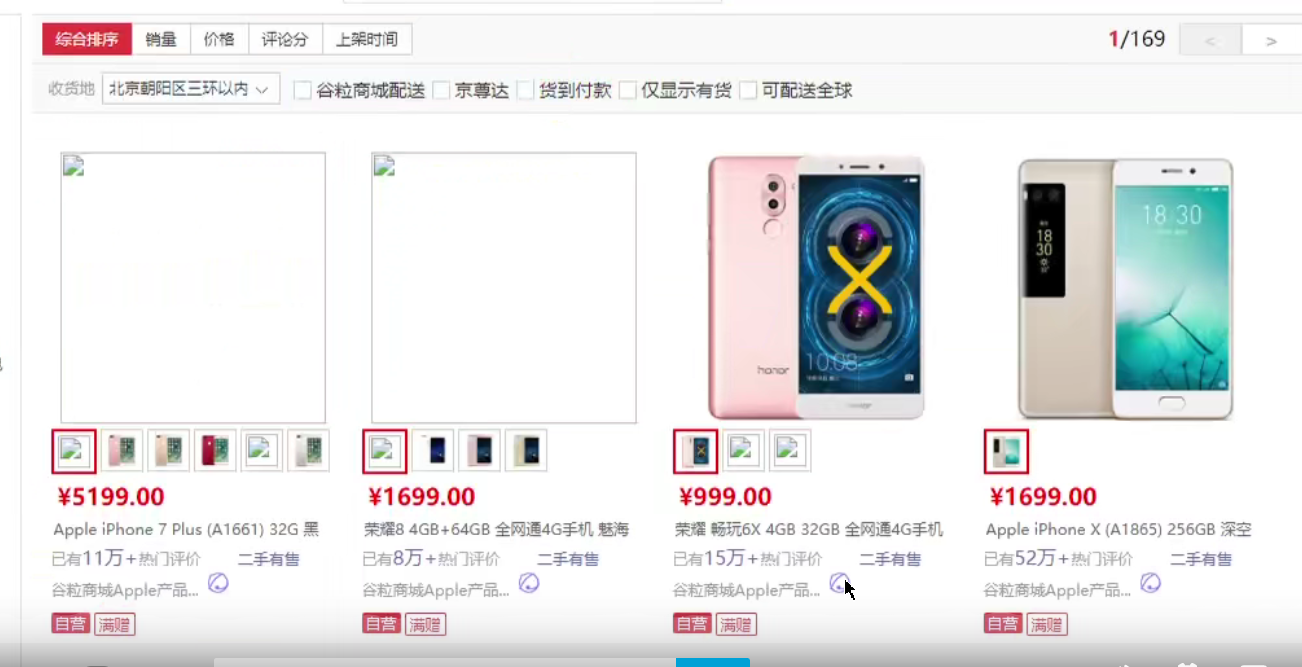 综合排序 销量 价格 评论分 上架时间 1/169 < >
收货地 北京朝阳区三环以内 谷粒商城配送 京尊达 货到付款 仅显示有货 可配送全球
honor
10:08
18:30
18
30
¥5199.00 ¥1699.00 ¥999.00 ¥1699.00
Apple iPhone 7 Plus (A1661) 32G 黑 荣耀8 4GB+64GB 全网通4G手机 魅海 荣耀 畅玩6X 4GB 32GB 全网通4G手机 Apple iPhone X (A1865) 256GB 深空
已有11万+热门评价 二手有售 已有8万+热门评价 二手有售 已有15万+热门评价 二手有售 已有52万+热门评价 二手有售
谷粒商城Apple产品... 谷粒商城Apple产品... 谷粒商城Apple产品... 谷粒商城Apple产品...
自营 满赠 自营 满赠 自营 满赠 自营 满赠